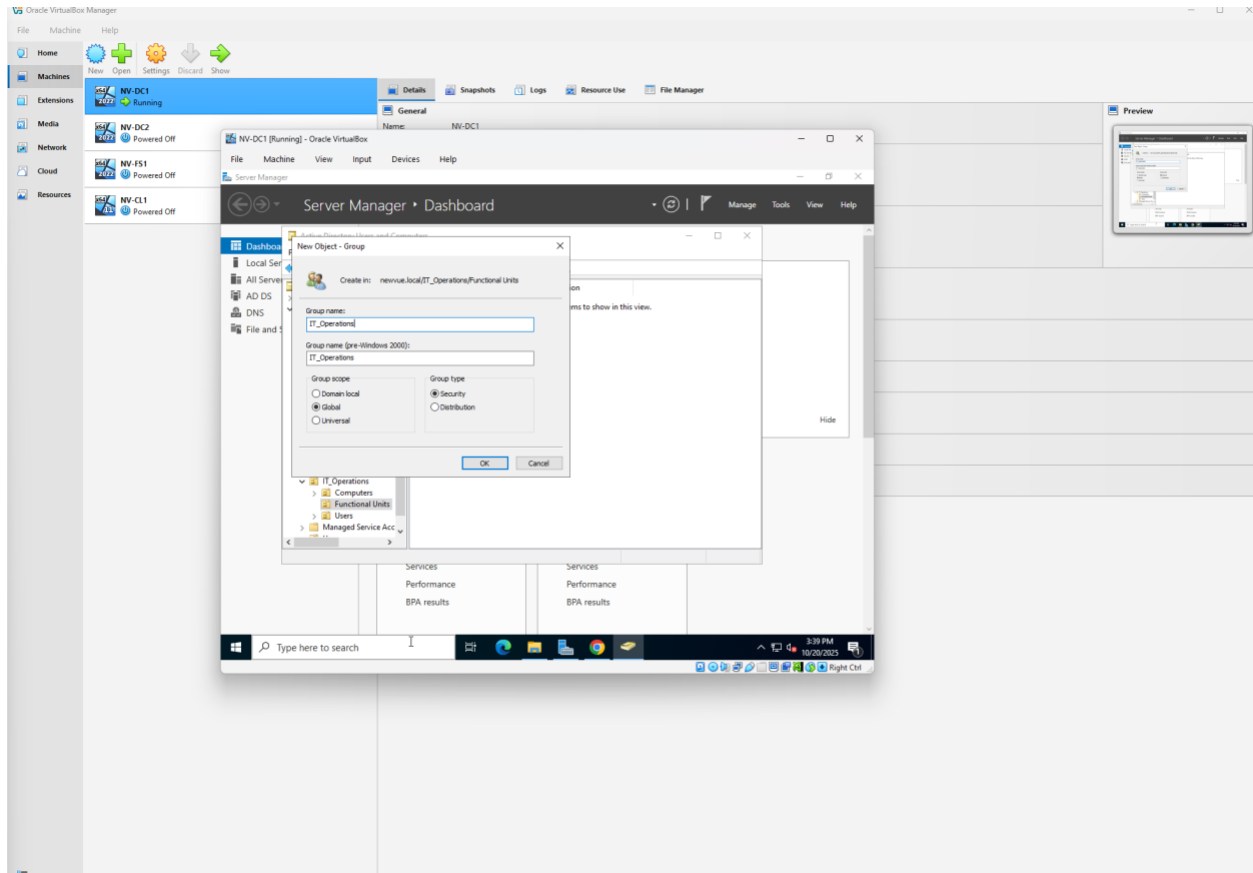 Oracle VirtualBox Manager
File Machine Help
Home
Machines
Extensions
Media
Network
Cloud
Resources
New Open Settings Discard Show
NV-DC1
Running
NV-DC2
Powered Off
NV-FS1
Powered Off
NV-CL1
Powered Off
Details Snapshots Logs Resource Use File Manager
General
Name: NV-DC1
Preview
NV-DC1 [Running] - Oracle VirtualBox
File Machine View Input Devices Help
Server Manager
Server Manager • Dashboard
Manage Tools View Help
Dashboa
Local Ser
All Server
AD DS
DNS
File and S
Active Directory Users and Computers
New Object - Group
Create in: newvue.local/IT_Operations/Functional Units
Group name:
IT_Operations
Group name (pre-Windows 2000):
IT_Operations
Group scope
Domain local
Global
Universal
Group type
Security
Distribution
OK Cancel
on
ms to show in this view.
Hide
IT_Operations
Computers
Functional Units
Users
Managed Service Acc
Services
Performance
BPA results
Services
Performance
BPA results
Type here to search
3:39 PM
10/20/2025
Right Ctrl